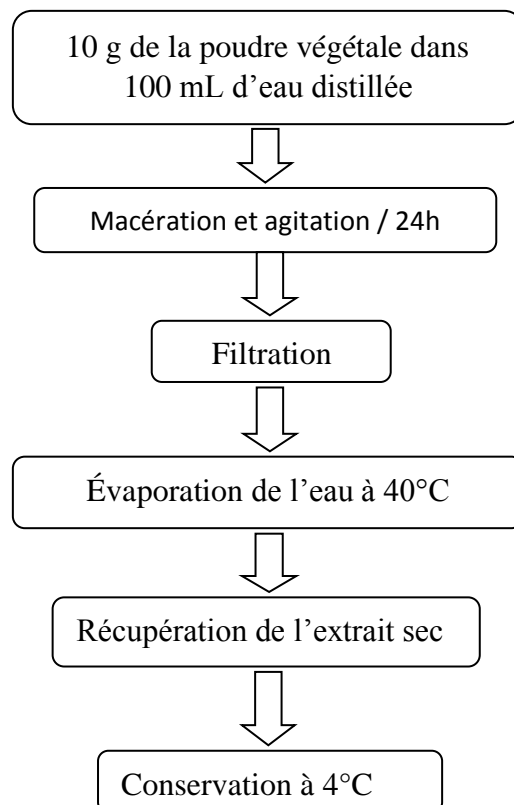 10 g de la poudre végétale dans
100 mL d’eau distillée
Macération et agitation / 24h
Filtration
Évaporation de l’eau à 40°C
Récupération de l’extrait sec
Conservation à 4°C